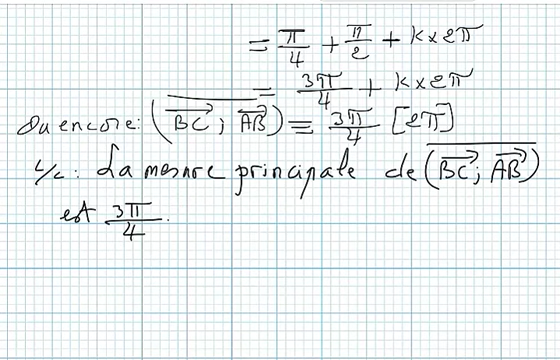 = π/4 + π/2 + k×2π
= 3π/4 + k×2π
Ou encore: (BC→; AB→) ≡ 3π/4 [2π]
C/C: La mesure principale de (BC→; AB→)
est 3π/4.